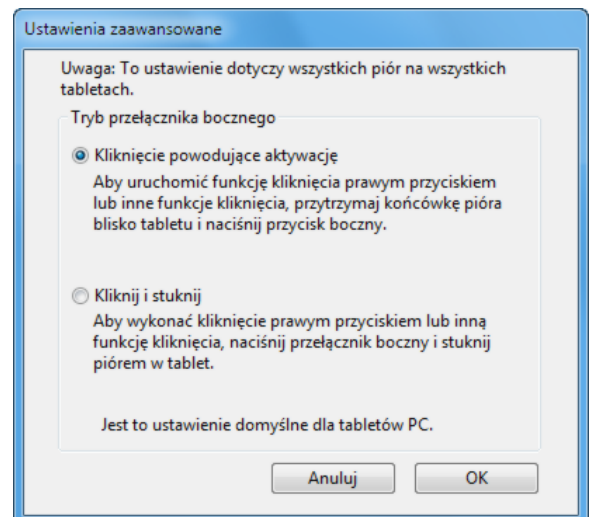 Ustawienia zaawansowane
Uwaga: To ustawienie dotyczy wszystkich piór na wszystkich
tabletach.
Tryb przełącznika bocznego
Kliknięcie powodujące aktywację
Aby uruchomić funkcję kliknięcia prawym przyciskiem
lub inne funkcje kliknięcia, przytrzymaj końcówkę pióra
blisko tabletu i naciśnij przycisk boczny.
Kliknij i stuknij
Aby wykonać kliknięcie prawym przyciskiem lub inną
funkcję kliknięcia, naciśnij przełącznik boczny i stuknij
piórem w tablet.
Jest to ustawienie domyślne dla tabletów PC.
Anuluj OK